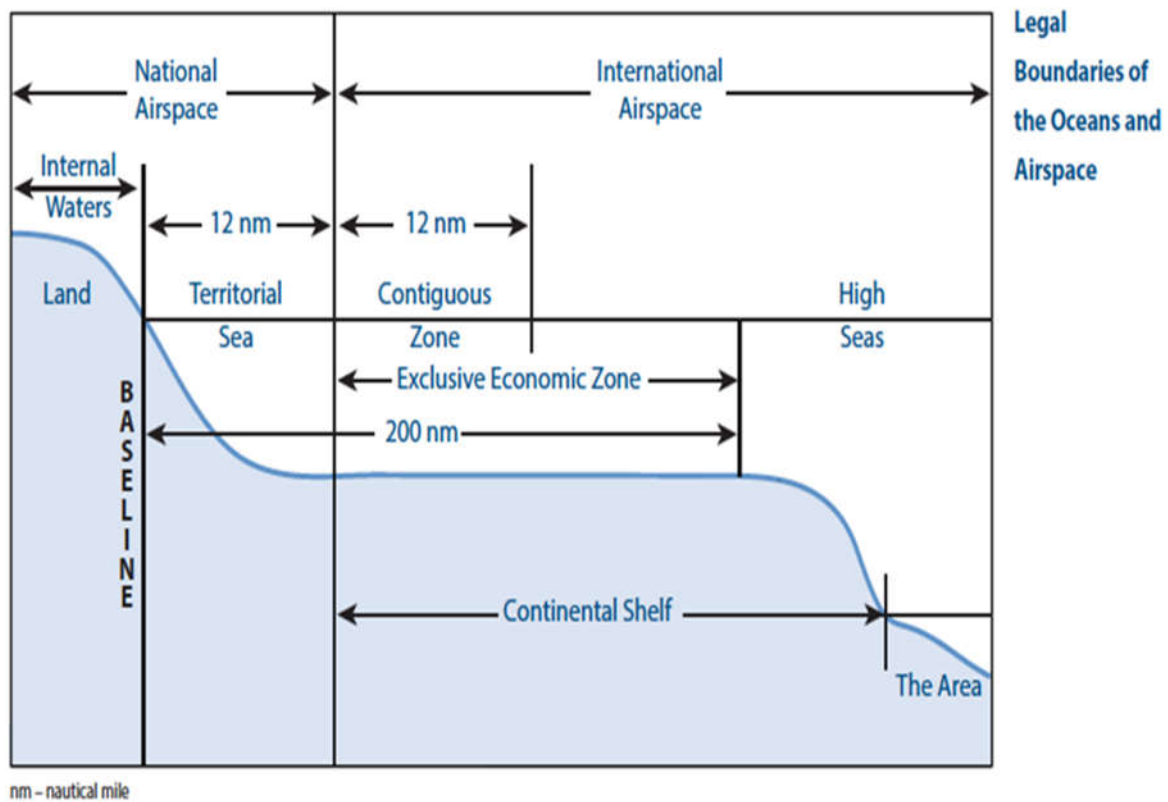 Legal
Boundaries of
the Oceans and
Airspace
National
Airspace
International
Airspace
Internal
Waters
12 nm
12 nm
Land
Territorial
Sea
Contiguous
Zone
High
Seas
Exclusive Economic Zone
200 nm
BASELINE
Continental Shelf
The Area
nm – nautical mile